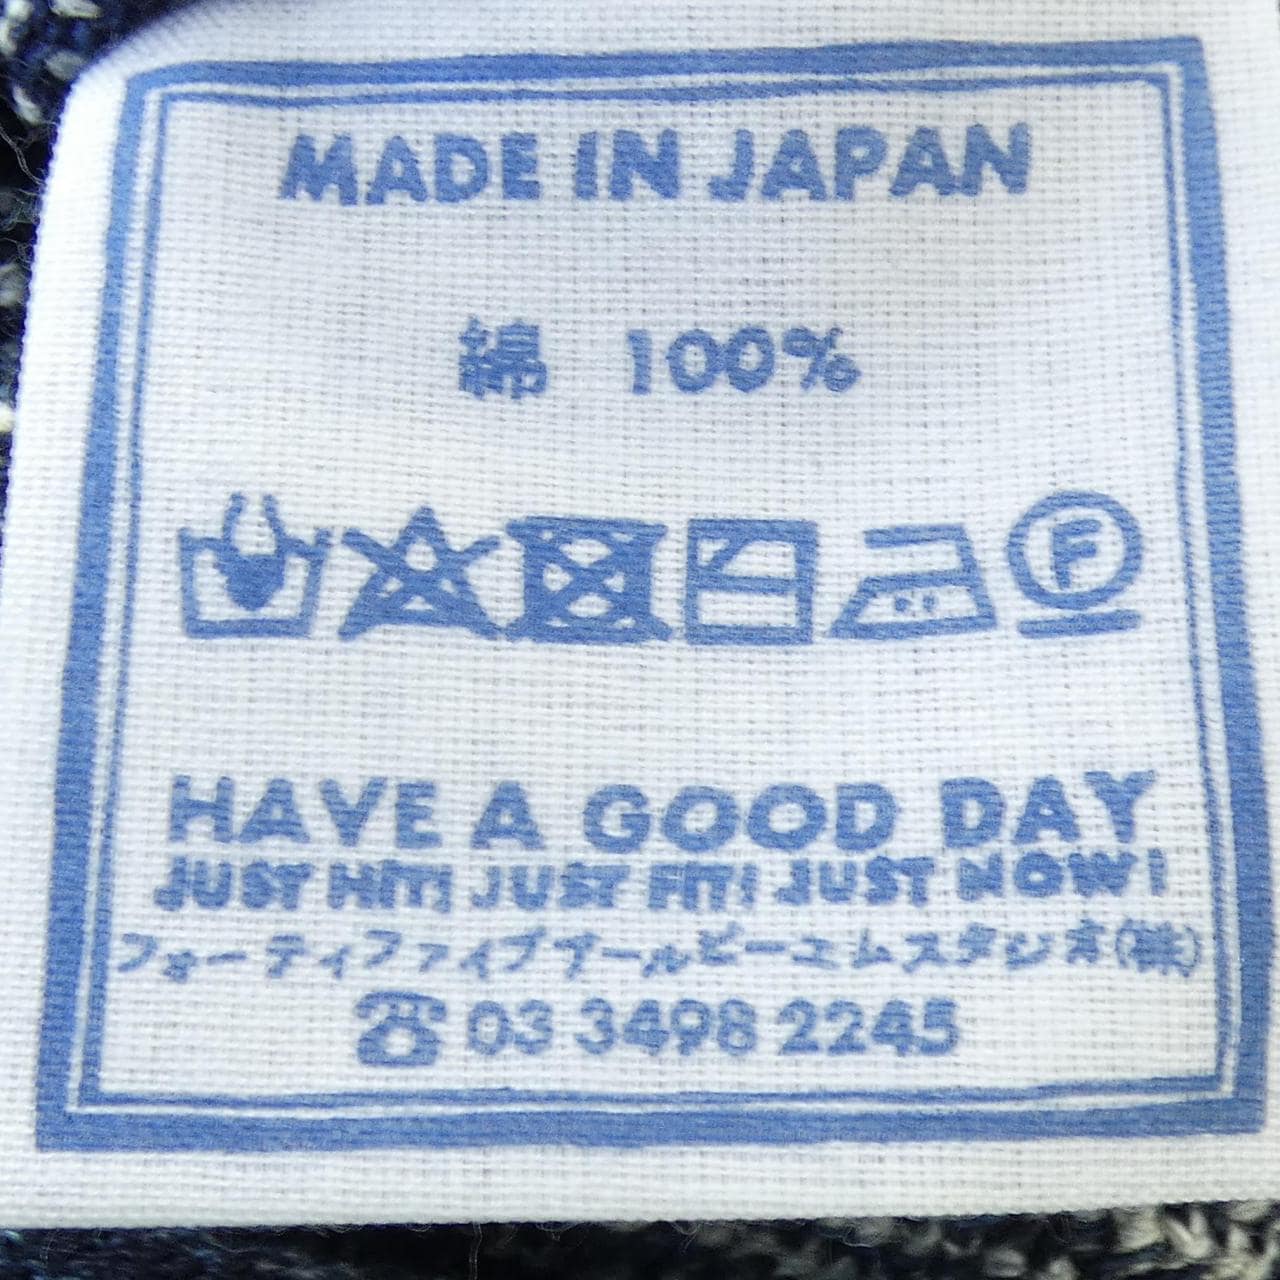 MADE IN JAPAN
綿 100%
F
HAVE A GOOD DAY
JUST HIT! JUST FIT! JUST NOW!
フォーティファイブアールピーエムスタジオ(株)
☎ 03 3498 2245